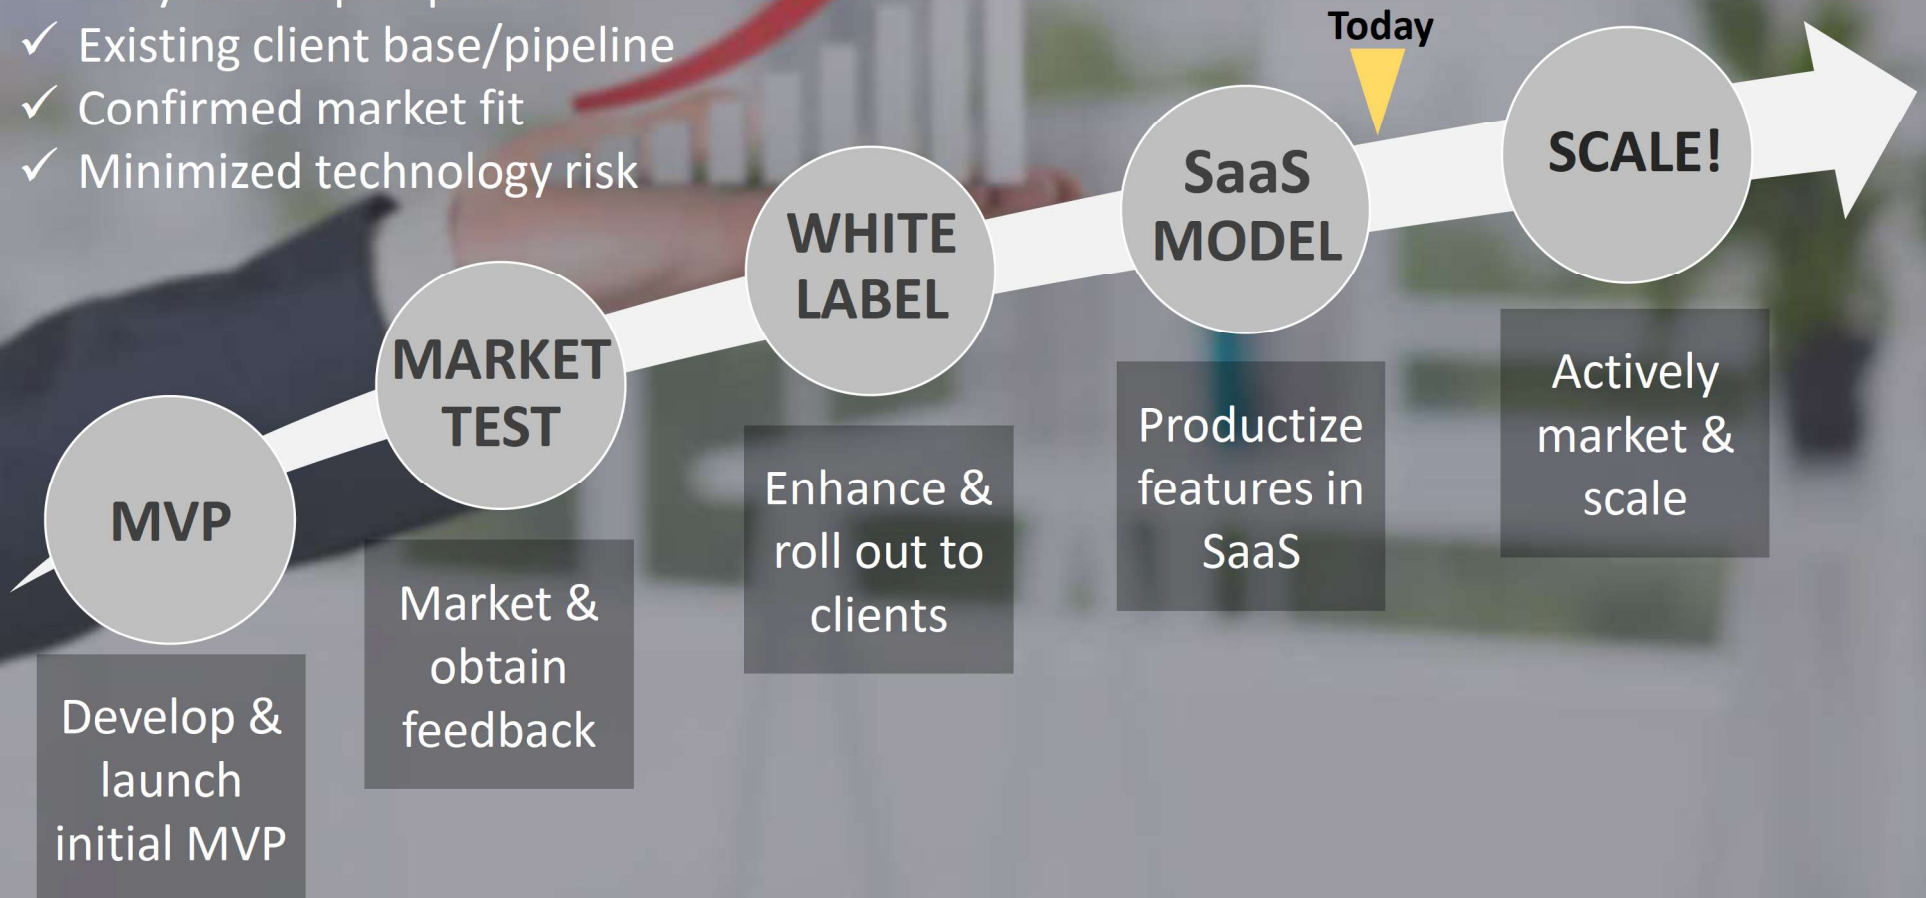 ✓ Existing client base/pipeline
✓ Confirmed market fit
✓ Minimized technology risk
Today
MVP
Develop &
launch
initial MVP
MARKET
TEST
Market &
obtain
feedback
WHITE
LABEL
Enhance &
roll out to
clients
SaaS
MODEL
Productize
features in
SaaS
SCALE!
Actively
market &
scale